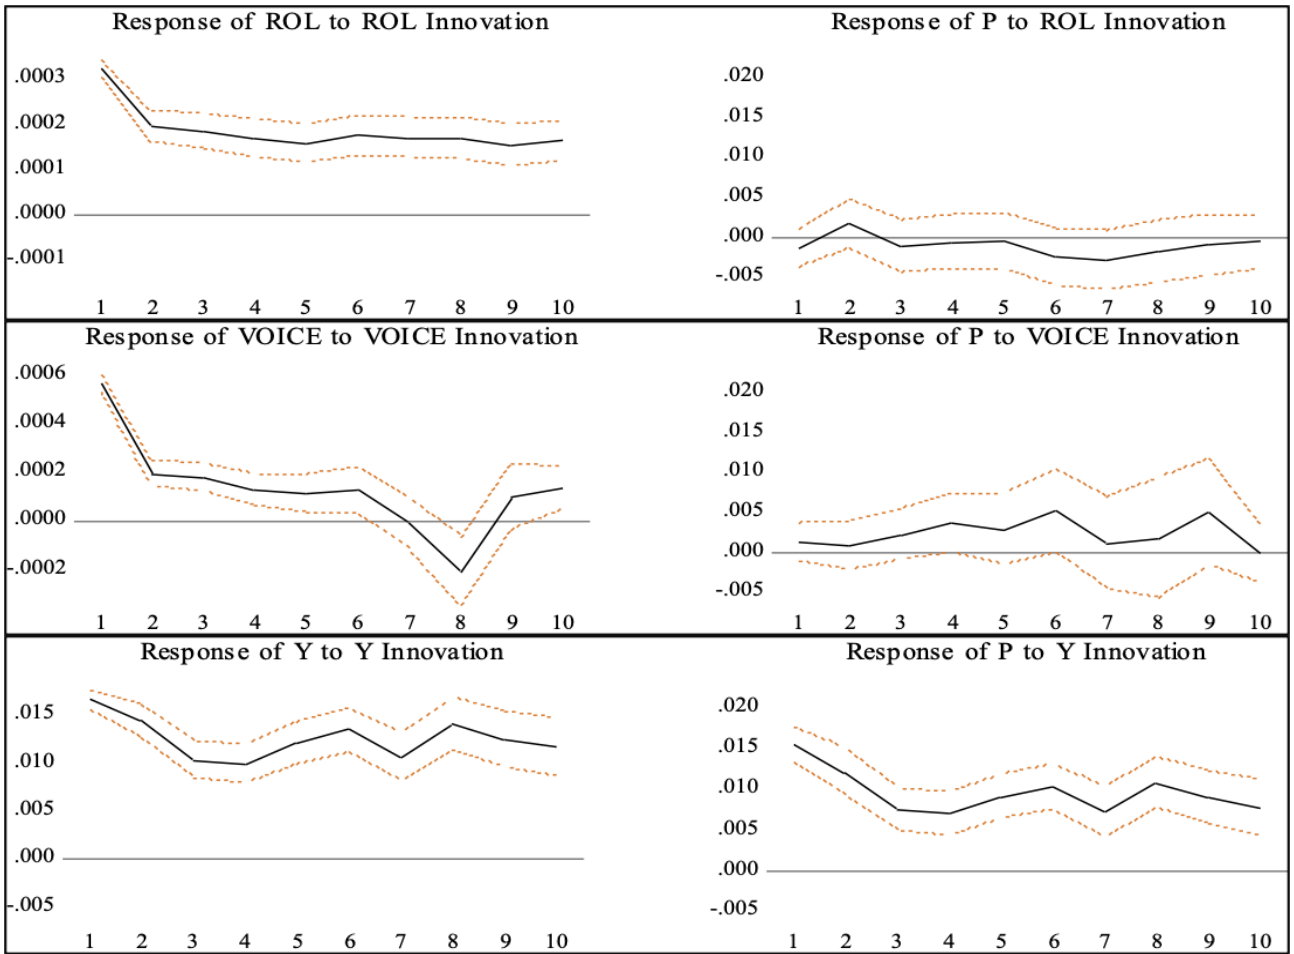 Response of ROL to ROL Innovation
.0003
.0002
.0001
.0000
-.0001
1 2 3 4 5 6 7 8 9 10
Response of P to ROL Innovation
.020
.015
.010
.005
.000
-.005
1 2 3 4 5 6 7 8 9 10
Response of VOICE to VOICE Innovation
.0006
.0004
.0002
.0000
-.0002
1 2 3 4 5 6 7 8 9 10
Response of P to VOICE Innovation
.020
.015
.010
.005
.000
-.005
1 2 3 4 5 6 7 8 9 10
Response of Y to Y Innovation
.015
.010
.005
.000
-.005
1 2 3 4 5 6 7 8 9 10
Response of P to Y Innovation
.020
.015
.010
.005
.000
-.005
1 2 3 4 5 6 7 8 9 10